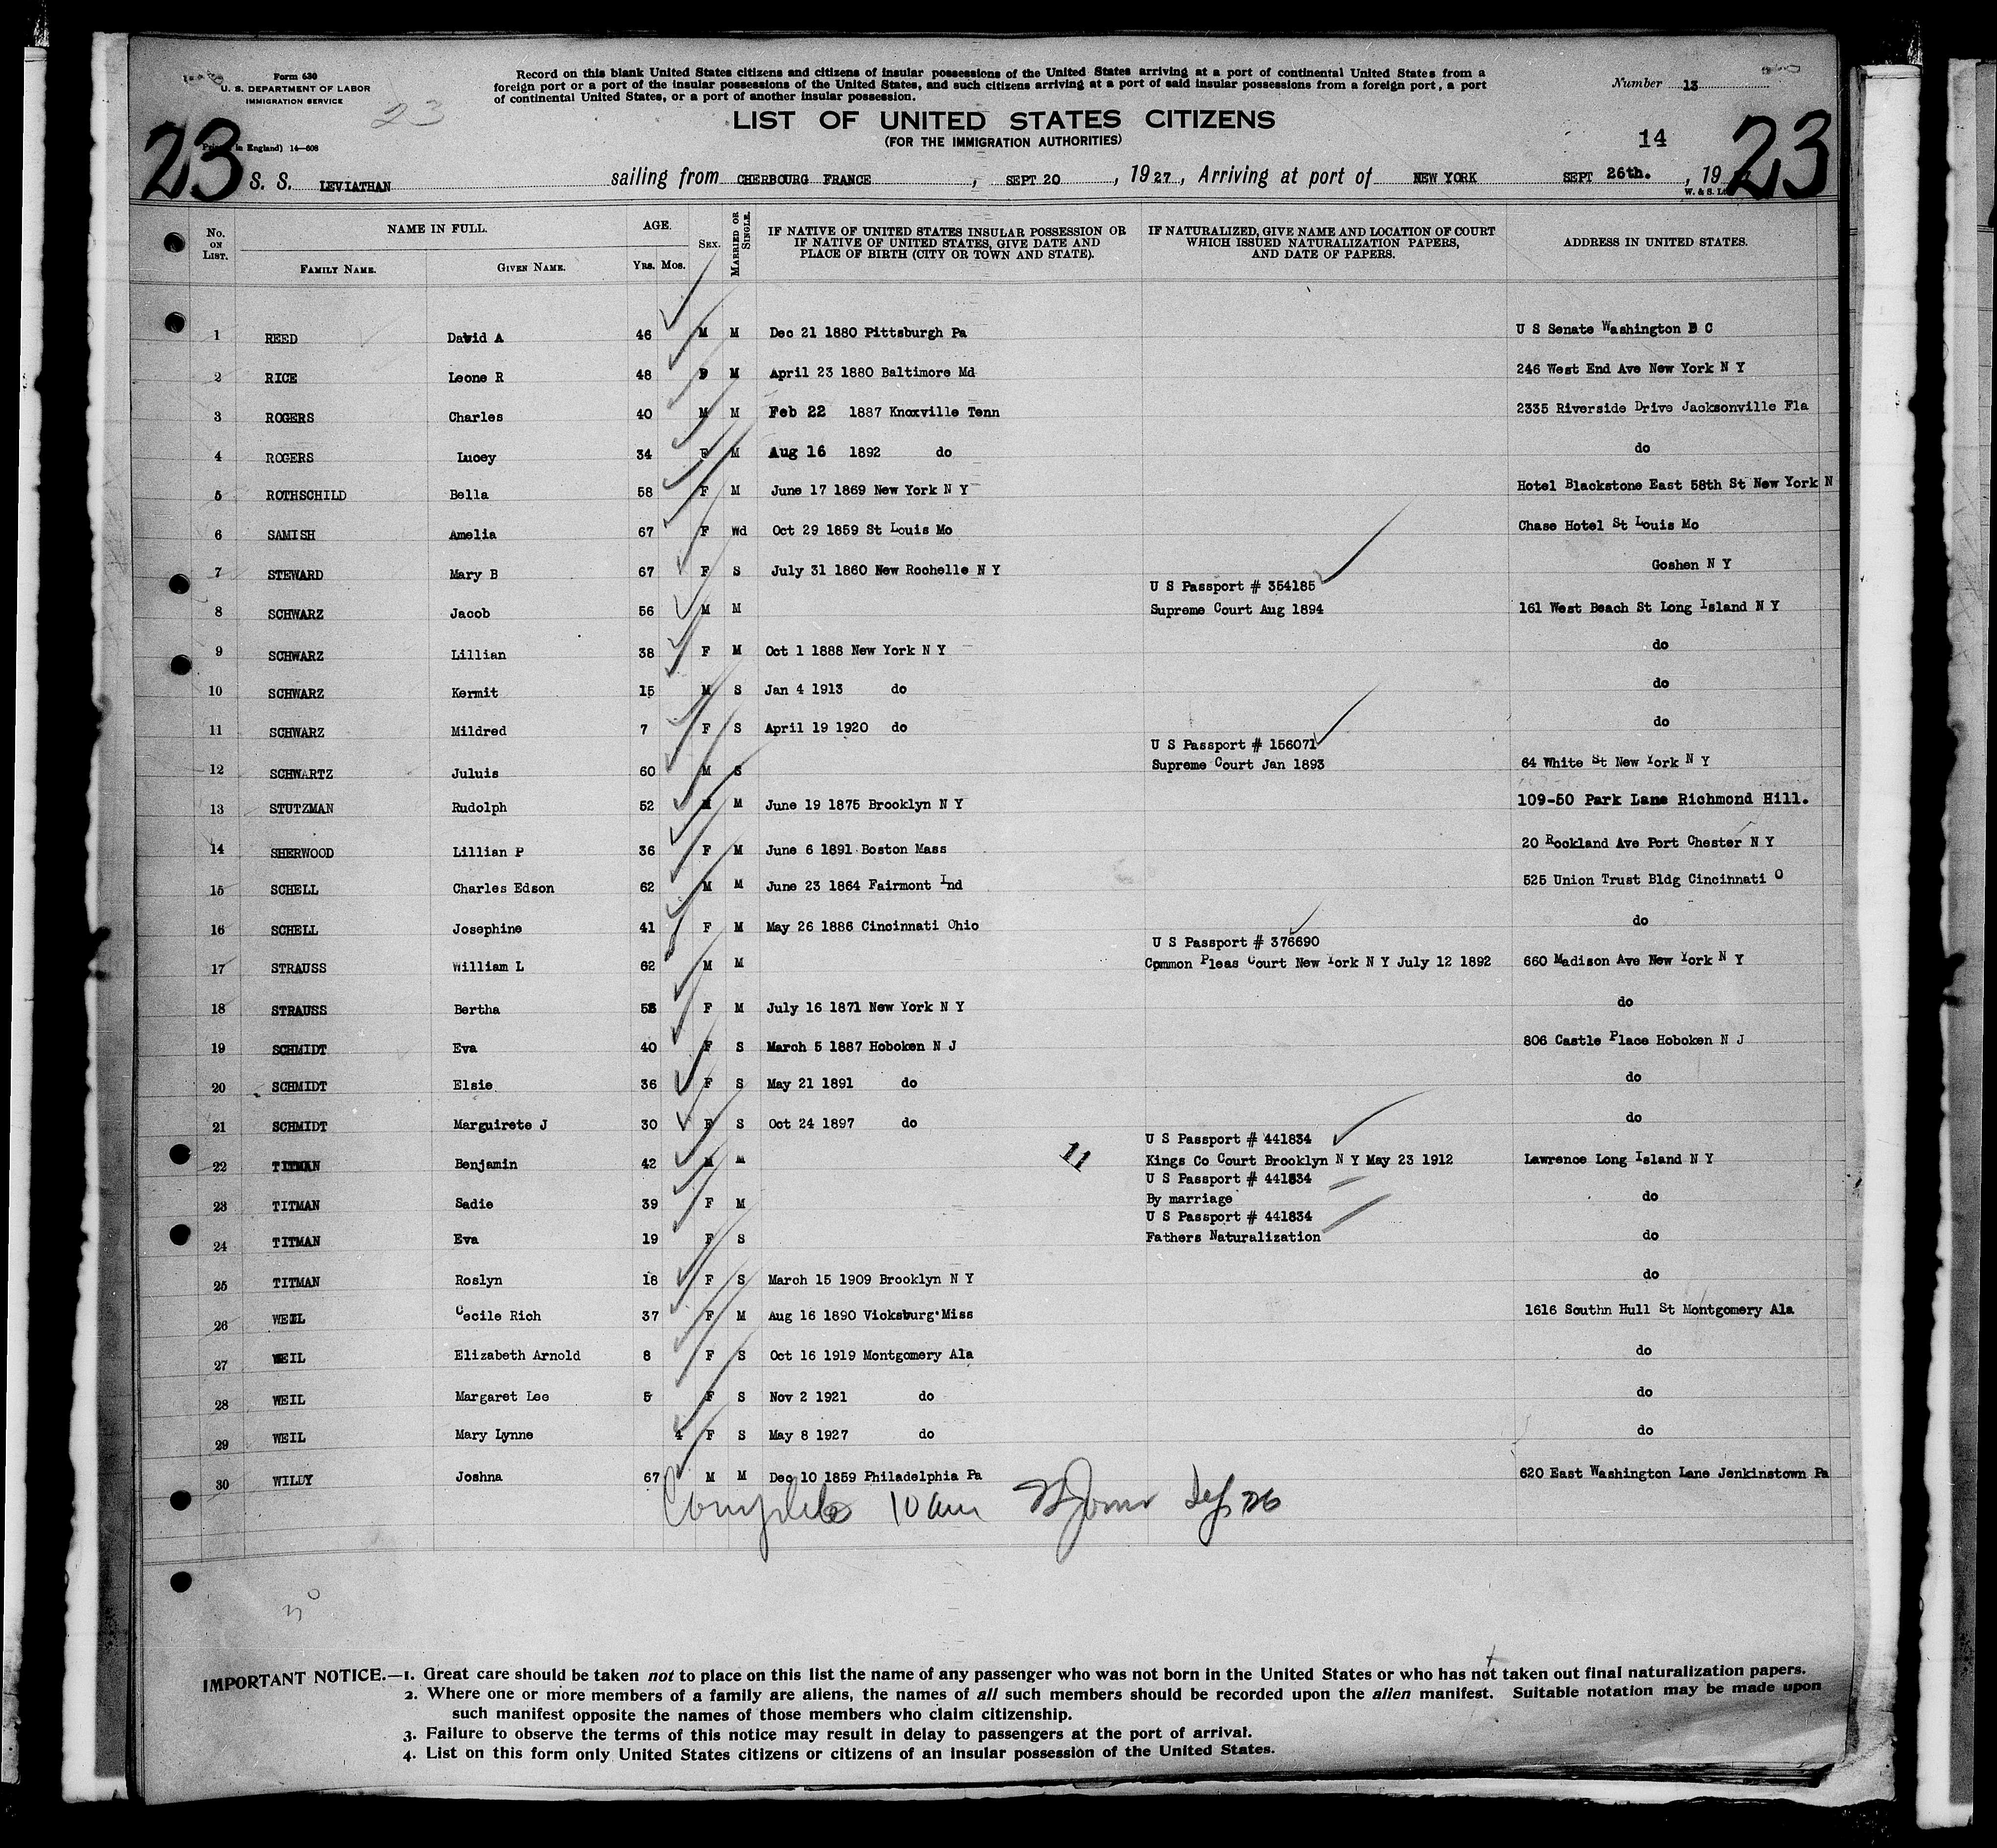 Form 630
U. S. DEPARTMENT OF LABOR
IMMIGRATION SERVICE
23
Record on this blank United States citizens and citizens of insular possessions of the United States arriving at a port of continental United States from a
foreign port or a port of the insular possessions of the United States, and such citizens arriving at a port of said insular possessions from a foreign port, a port
of continental United States, or a port of another insular possession.
Number 13
LIST OF UNITED STATES CITIZENS
(FOR THE IMMIGRATION AUTHORITIES)
14
23
23
in England) 14—608
S. S. LEVIATHAN sailing from CHERBOURG FRANCE, SEPT 20, 1927, Arriving at port of NEW YORK SEPT 26th., 19
W. & S. Lt
No. ON LIST. NAME IN FULL. AGE. SEX. MARRIED OR SINGLE. IF NATIVE OF UNITED STATES INSULAR POSSESSION OR IF NATIVE OF UNITED STATES, GIVE DATE AND PLACE OF BIRTH (CITY OR TOWN AND STATE). IF NATURALIZED, GIVE NAME AND LOCATION OF COURT WHICH ISSUED NATURALIZATION PAPERS, AND DATE OF PAPERS. ADDRESS IN UNITED STATES.
FAMILY NAME. GIVEN NAME. Yrs. Mos.
1 REED David A 46 M M Dec 21 1880 Pittsburgh Pa U S Senate Washington D C
2 RICE Leone R 48 F M April 23 1880 Baltimore Md 246 West End Ave New York N Y
3 ROGERS Charles 40 M M Feb 22 1887 Knoxville Tenn 2335 Riverside Drive Jacksonville Fla
4 ROGERS Lucey 34 F M Aug 16 1892 do do
5 ROTHSCHILD Bella 58 F M June 17 1869 New York N Y Hotel Blackstone East 58th St New York N
6 SAMISH Amelia 67 F Wd Oct 29 1859 St Louis Mo Chase Hotel St Louis Mo
7 STEWARD Mary B 67 F S July 31 1860 New Rochelle N Y Goshen N Y
U S Passport # 354185
8 SCHWARZ Jacob 56 M M Supreme Court Aug 1894 161 West Beach St Long Island N Y
9 SCHWARZ Lillian 38 F M Oct 1 1888 New York N Y do
10 SCHWARZ Kermit 15 M S Jan 4 1913 do do
11 SCHWARZ Mildred 7 F S April 19 1920 do do
U S Passport # 156071
12 SCHWARTZ Juluis 60 M S Supreme Court Jan 1893 64 White St New York N Y
13 STUTZMAN Rudolph 52 M M June 19 1875 Brooklyn N Y 109-50 Park Lane Richmond Hill.
14 SHERWOOD Lillian P 36 F M June 6 1891 Boston Mass 20 Rockland Ave Port Chester N Y
15 SCHELL Charles Edson 62 M M June 23 1864 Fairmont Ind 525 Union Trust Bldg Cincinnati O
16 SCHELL Josephine 41 F M May 26 1886 Cincinnati Ohio do
U S Passport # 376690
17 STRAUSS William L 62 M M Common Pleas Court New York N Y July 12 1892 660 Madison Ave New York N Y
18 STRAUSS Bertha 58 F M July 16 1871 New York N Y do
19 SCHMIDT Eva 40 F S March 5 1887 Hoboken N J 806 Castle Place Hoboken N J
20 SCHMIDT Elsie 36 F S May 21 1891 do do
21 SCHMIDT Marguirete J 30 F S Oct 24 1897 do do
U S Passport # 441834
22 TITMAN Benjamin 42 M M 11 Kings Co Court Brooklyn N Y May 23 1912 Lawrence Long Island N Y
U S Passport # 441834
23 TITMAN Sadie 39 F M By marriage do
U S Passport # 441834
24 TITMAN Eva 19 F S Fathers Naturalization do
25 TITMAN Roslyn 18 F S March 15 1909 Brooklyn N Y do
26 WEIL Cecile Rich 37 F M Aug 16 1890 Vicksburg Miss 1616 Southn Hull St Montgomery Ala
27 WEIL Elizabeth Arnold 8 F S Oct 16 1919 Montgomery Ala do
28 WEIL Margaret Lee 5 F S Nov 2 1921 do do
29 WEIL Mary Lynne 4 F S May 8 1927 do do
30 WILDY Joshna 67 M M Dec 10 1859 Philadelphia Pa 620 East Washington Lane Jenkinstown Pa
Complete 10 am
30
IMPORTANT NOTICE.—1. Great care should be taken not to place on this list the name of any passenger who was not born in the United States or who has not taken out final naturalization papers.
2. Where one or more members of a family are aliens, the names of all such members should be recorded upon the alien manifest. Suitable notation may be made upon
such manifest opposite the names of those members who claim citizenship.
3. Failure to observe the terms of this notice may result in delay to passengers at the port of arrival.
4. List on this form only United States citizens or citizens of an insular possession of the United States.